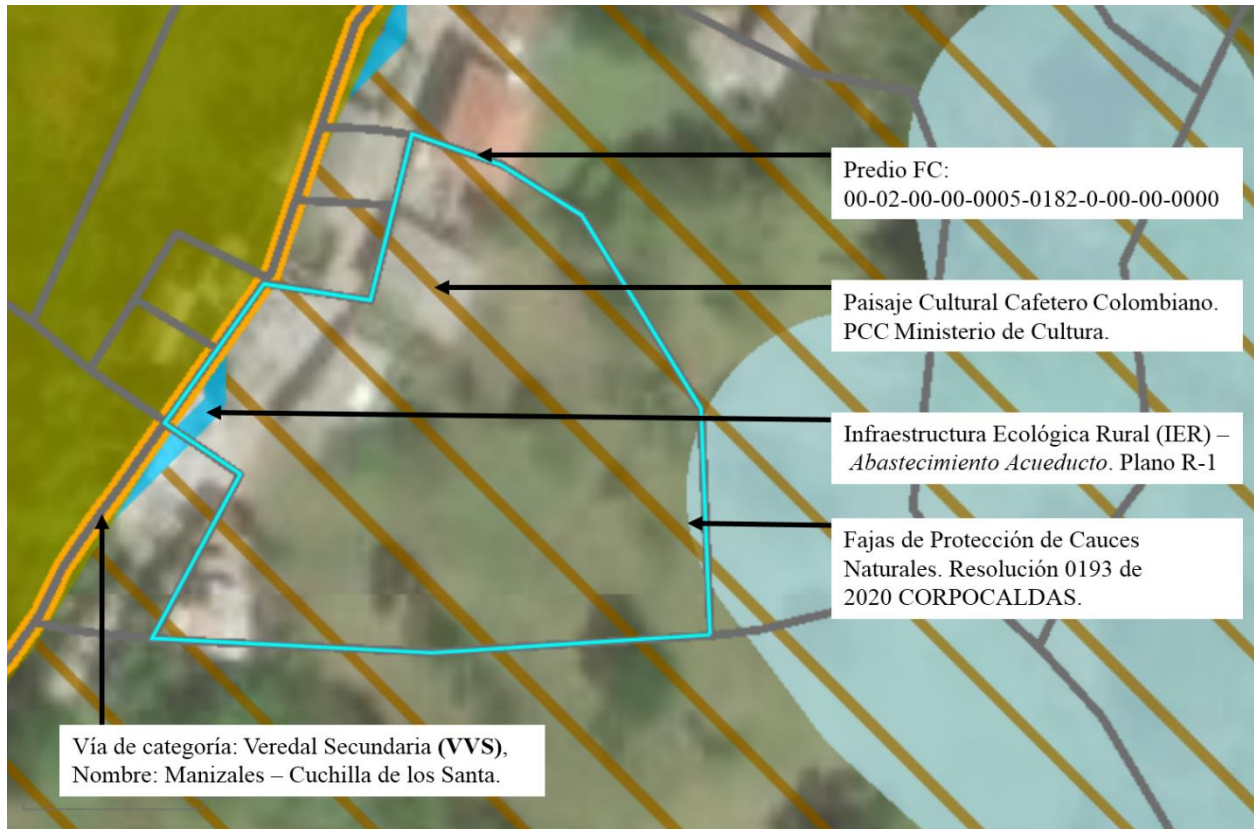 Predio FC:
00-02-00-00-0005-0182-0-00-00-0000
Paisaje Cultural Cafetero Colombiano.
PCC Ministerio de Cultura.
Infraestructura Ecológica Rural (IER) –
Abastecimiento Acueducto. Plano R-1
Fajas de Protección de Cauces
Naturales. Resolución 0193 de
2020 CORPOCALDAS.
Vía de categoría: Veredal Secundaria (VVS),
Nombre: Manizales – Cuchilla de los Santa.